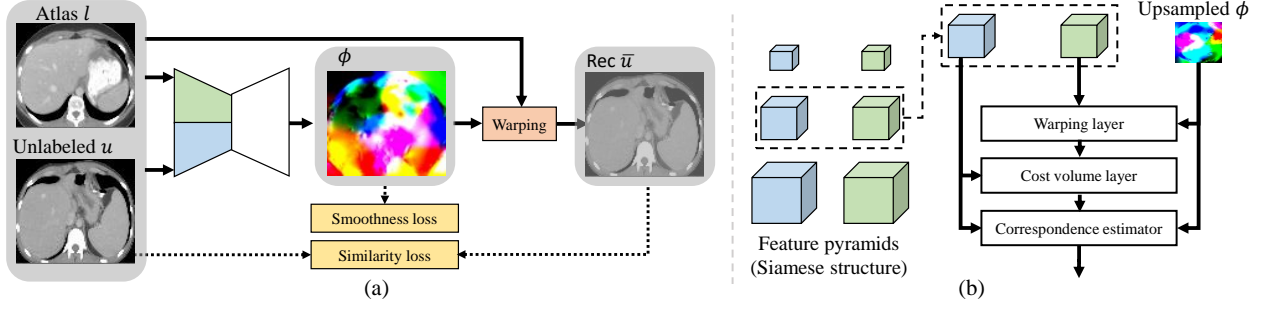 Atlas l
Unlabeled u
ϕ
Warping
Rec u̅
Smoothness loss
Similarity loss
(a)
Feature pyramids
(Siamese structure)
Upsampled ϕ
Warping layer
Cost volume layer
Correspondence estimator
(b)